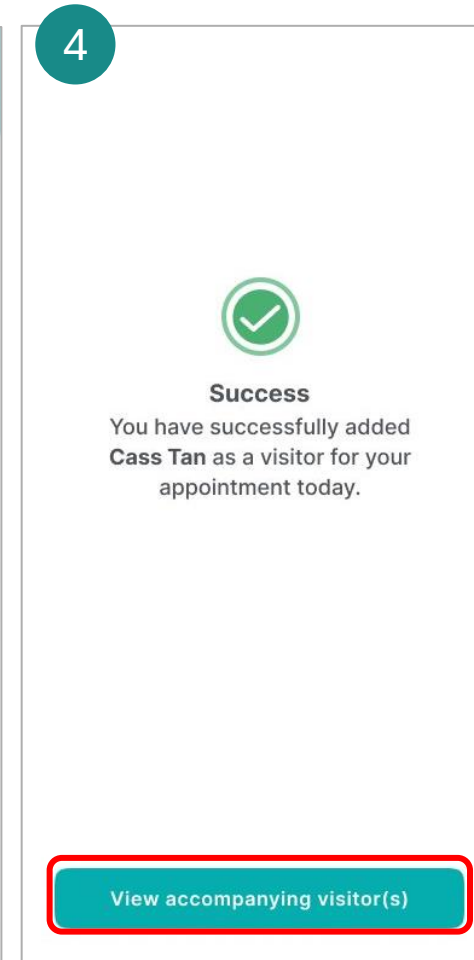 4
Success
You have successfully added
Cass Tan as a visitor for your
appointment today.
View accompanying visitor(s)